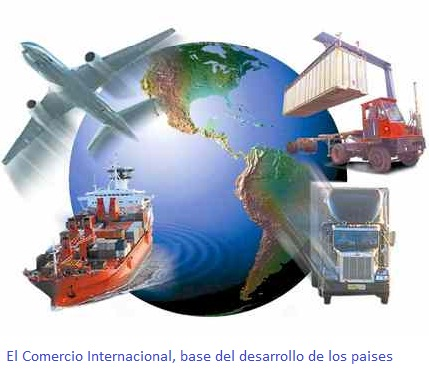 El Comercio Internacional, base del desarrollo de los paises